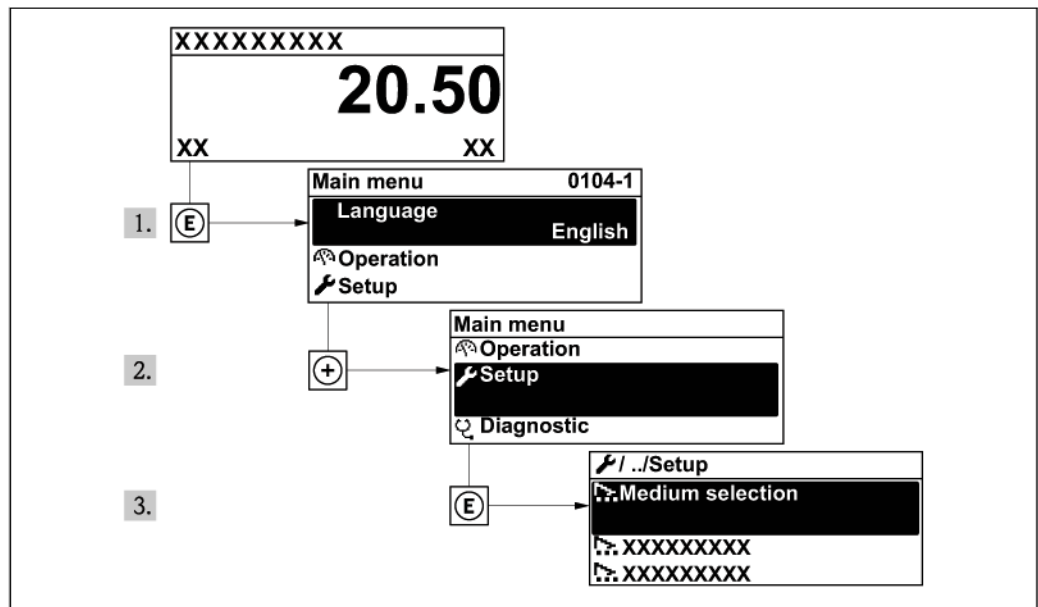 XXXXXXXXX
20.50
XX XX
1. E
Main menu 0104-1
Language
English
Operation
Setup
2. +
Main menu
Operation
Setup
Diagnostic
3. E
/ ../Setup
Medium selection
XXXXXXXXX
XXXXXXXXX